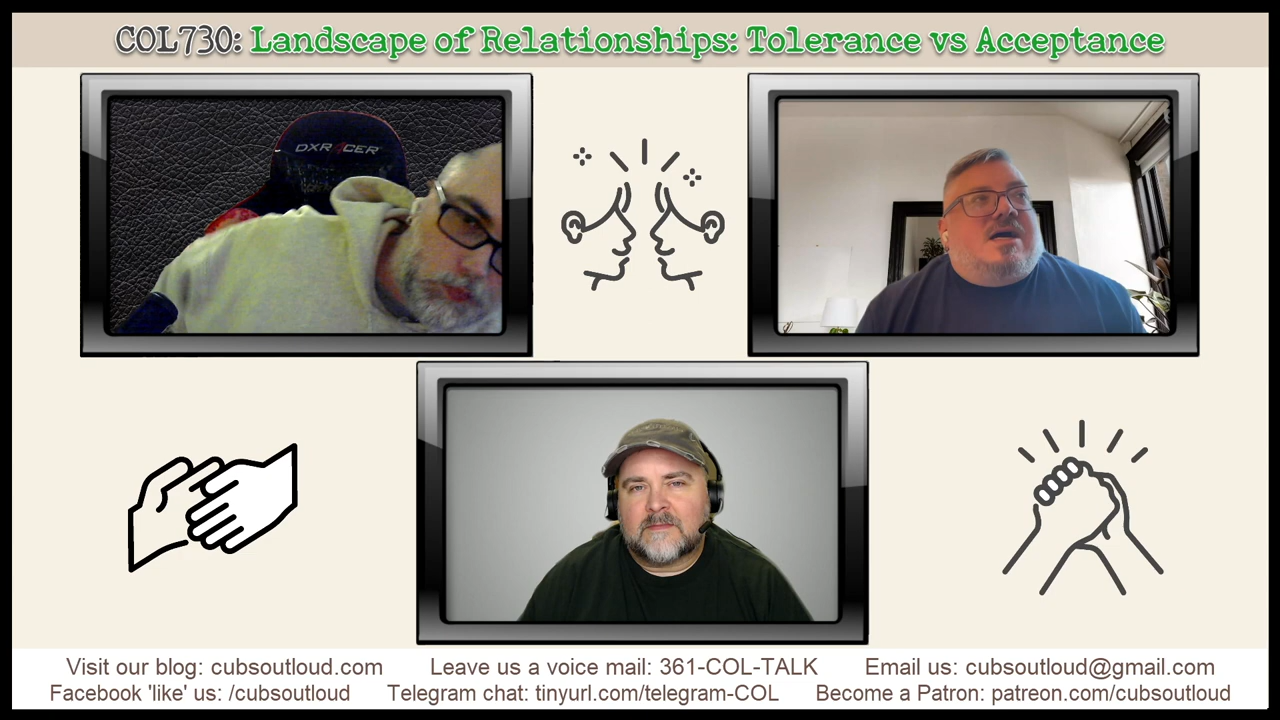 COL730: Landscape of Relationships: Tolerance vs Acceptance
DXRACER
Visit our blog: cubsoutloud.com Leave us a voice mail: 361-COL-TALK Email us: cubsoutloud@gmail.com
Facebook 'like' us: /cubsoutloud Telegram chat: tinyurl.com/telegram-COL Become a Patron: patreon.com/cubsoutloud